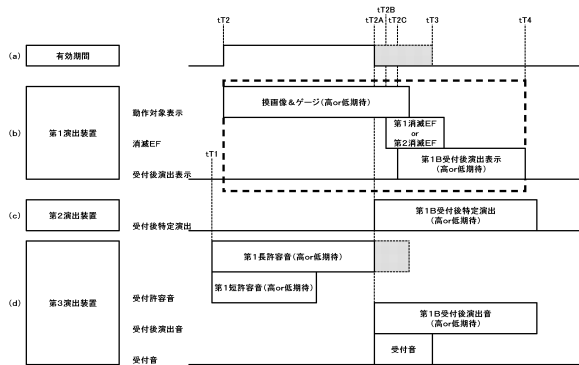 tT2B
tT2 tT2A tT2C tT3 tT4
(a) 有効期間
(b) 第1演出装置
動作対象表示 操画像＆ゲージ(高or低期待)
消滅EF 第1消滅EF
or
第2消滅EF
受付後演出表示 第1B受付後演出表示
(高or低期待)
tT1
(c) 第2演出装置 受付後特定演出 第1B受付後特定演出
(高or低期待)
(d) 第3演出装置
第1長許容音(高or低期待)
受付許容音 第1短許容音(高or低期待)
受付後演出音 第1B受付後演出音
(高or低期待)
受付音 受付音